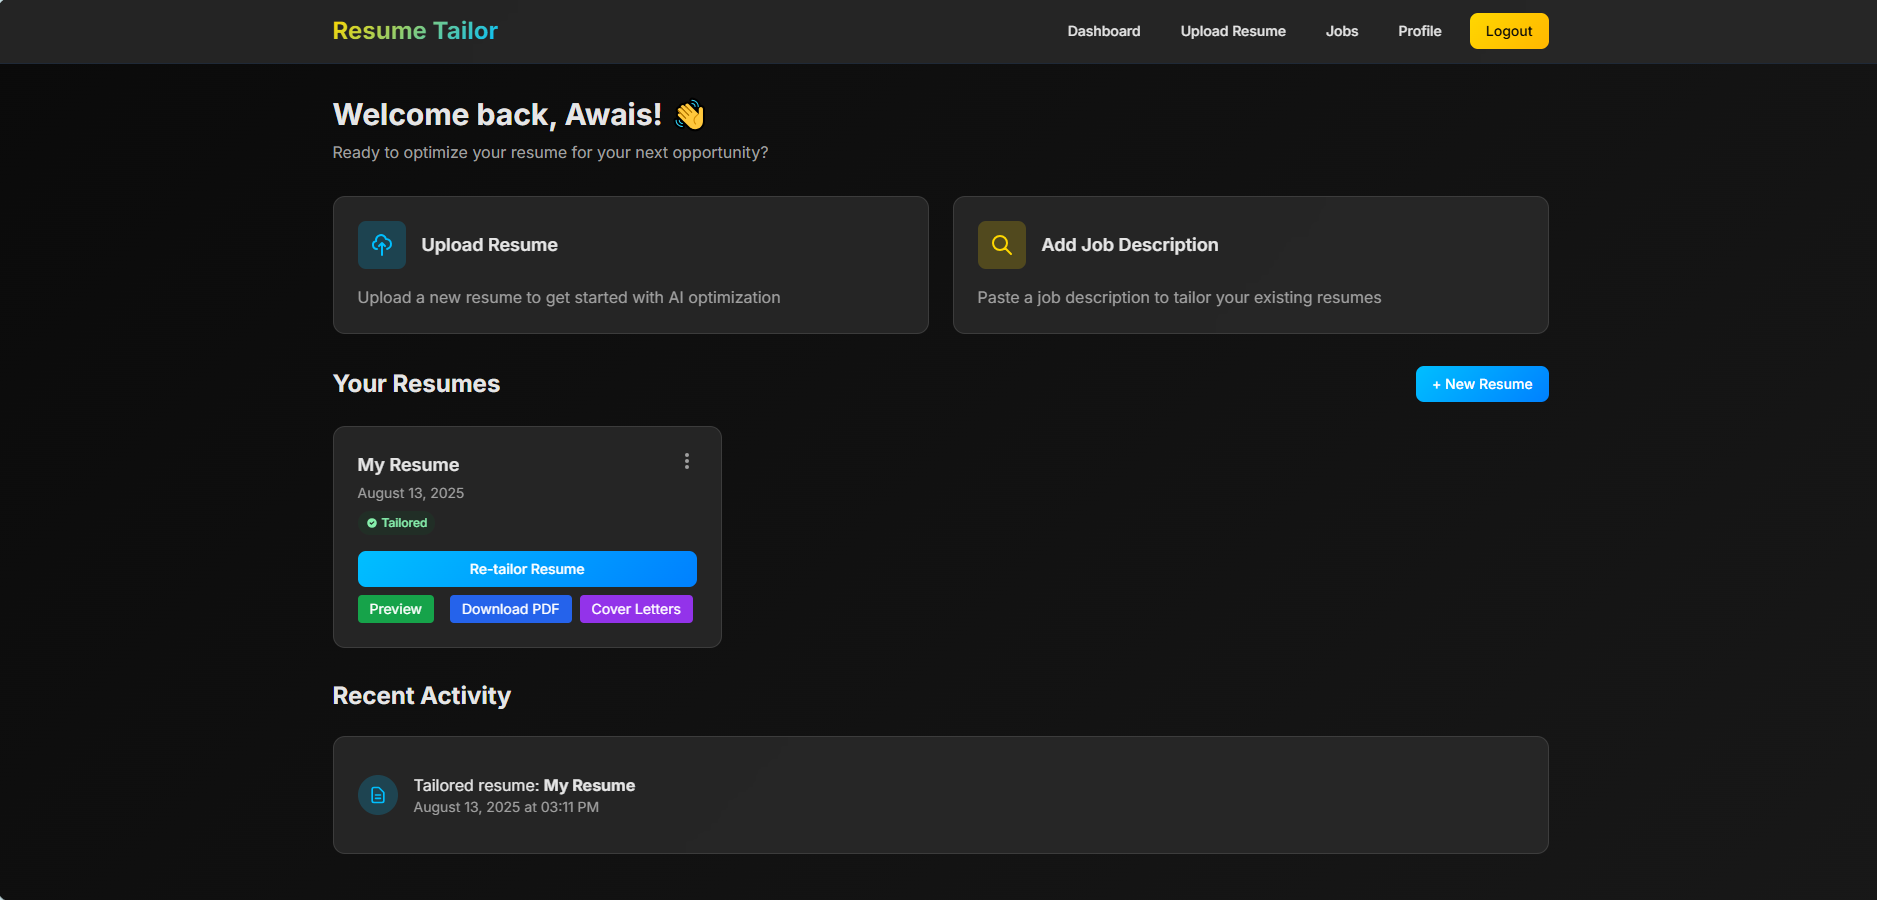 Resume Tailor
Dashboard
Upload Resume
Jobs
Profile
Logout
Welcome back, Awais! 👋
Ready to optimize your resume for your next opportunity?
Upload Resume
Upload a new resume to get started with AI optimization
Add Job Description
Paste a job description to tailor your existing resumes
Your Resumes
+ New Resume
My Resume
August 13, 2025
Tailored
Re-tailor Resume
Preview
Download PDF
Cover Letters
Recent Activity
Tailored resume: My Resume
August 13, 2025 at 03:11 PM